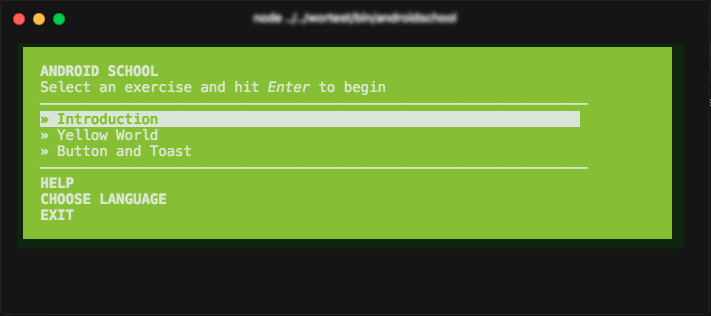 ANDROID SCHOOL
Select an exercise and hit Enter to begin
» Introduction
» Yellow World
» Button and Toast
HELP
CHOOSE LANGUAGE
EXIT